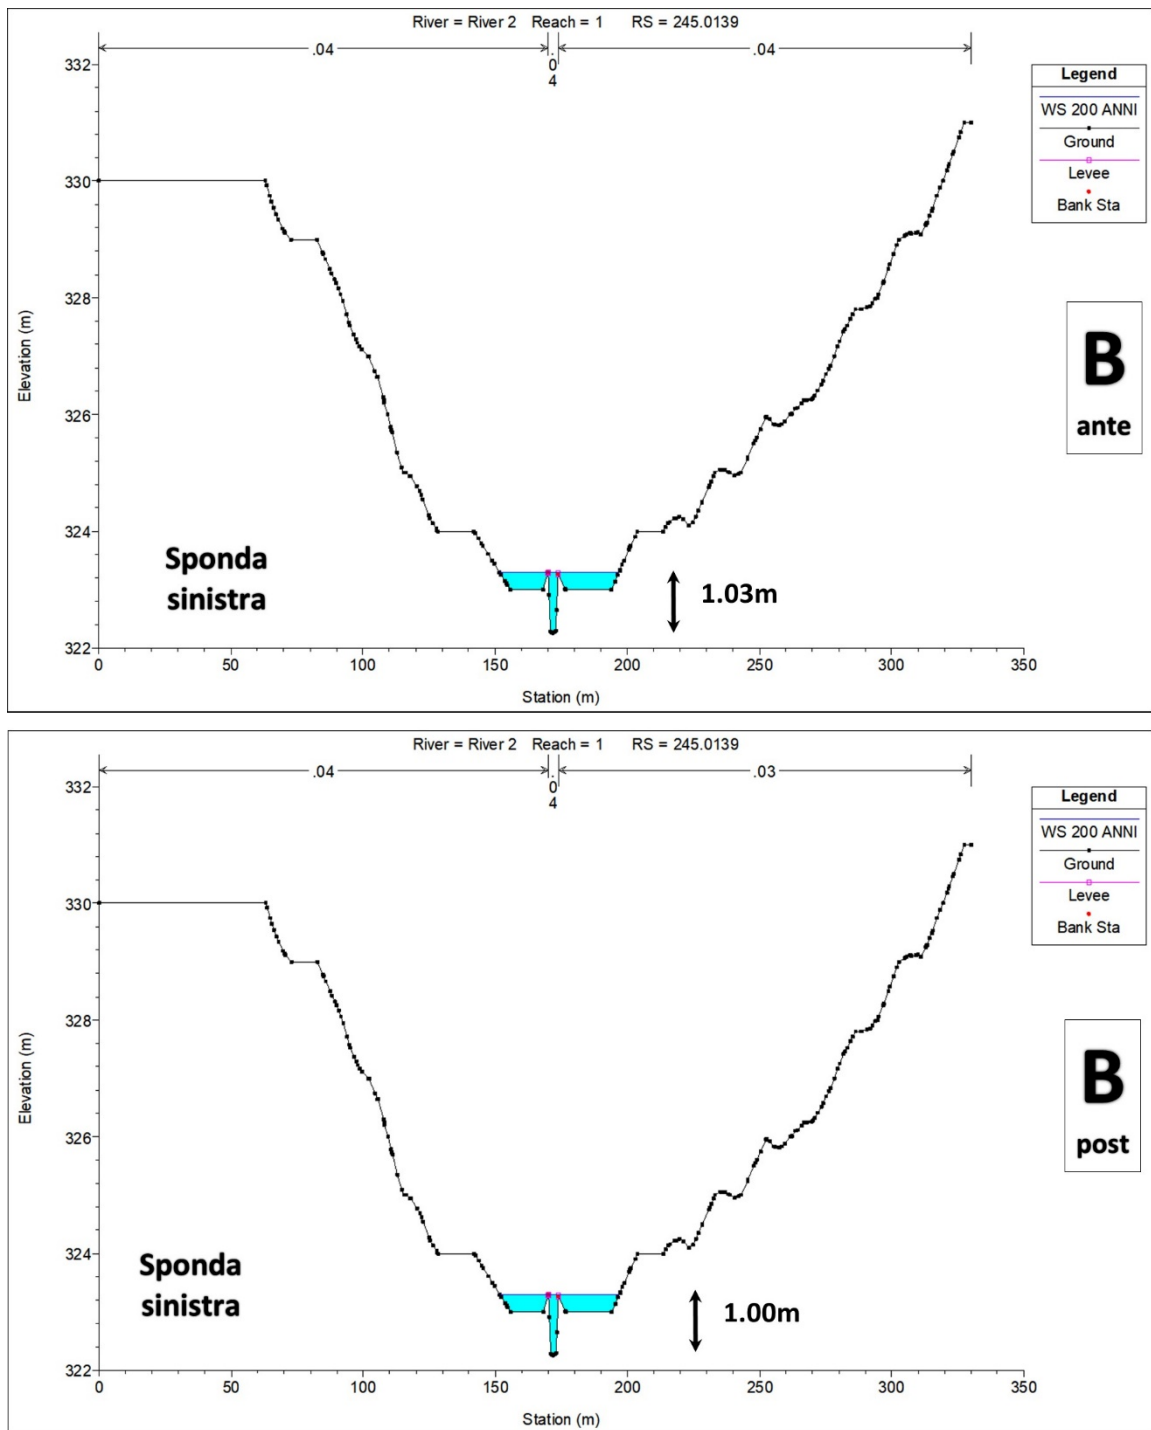 River = River 2 Reach = 1 RS = 245.0139
.04
.04
.04
Legend
WS 200 ANNI
Ground
Levee
Bank Sta
332
330
328
326
324
322
Elevation (m)
B
ante
Sponda
sinistra
1.03m
0 50 100 150 200 250 300 350
Station (m)
River = River 2 Reach = 1 RS = 245.0139
.04
.04
.03
Legend
WS 200 ANNI
Ground
Levee
Bank Sta
332
330
328
326
324
322
Elevation (m)
B
post
Sponda
sinistra
1.00m
0 50 100 150 200 250 300 350
Station (m)